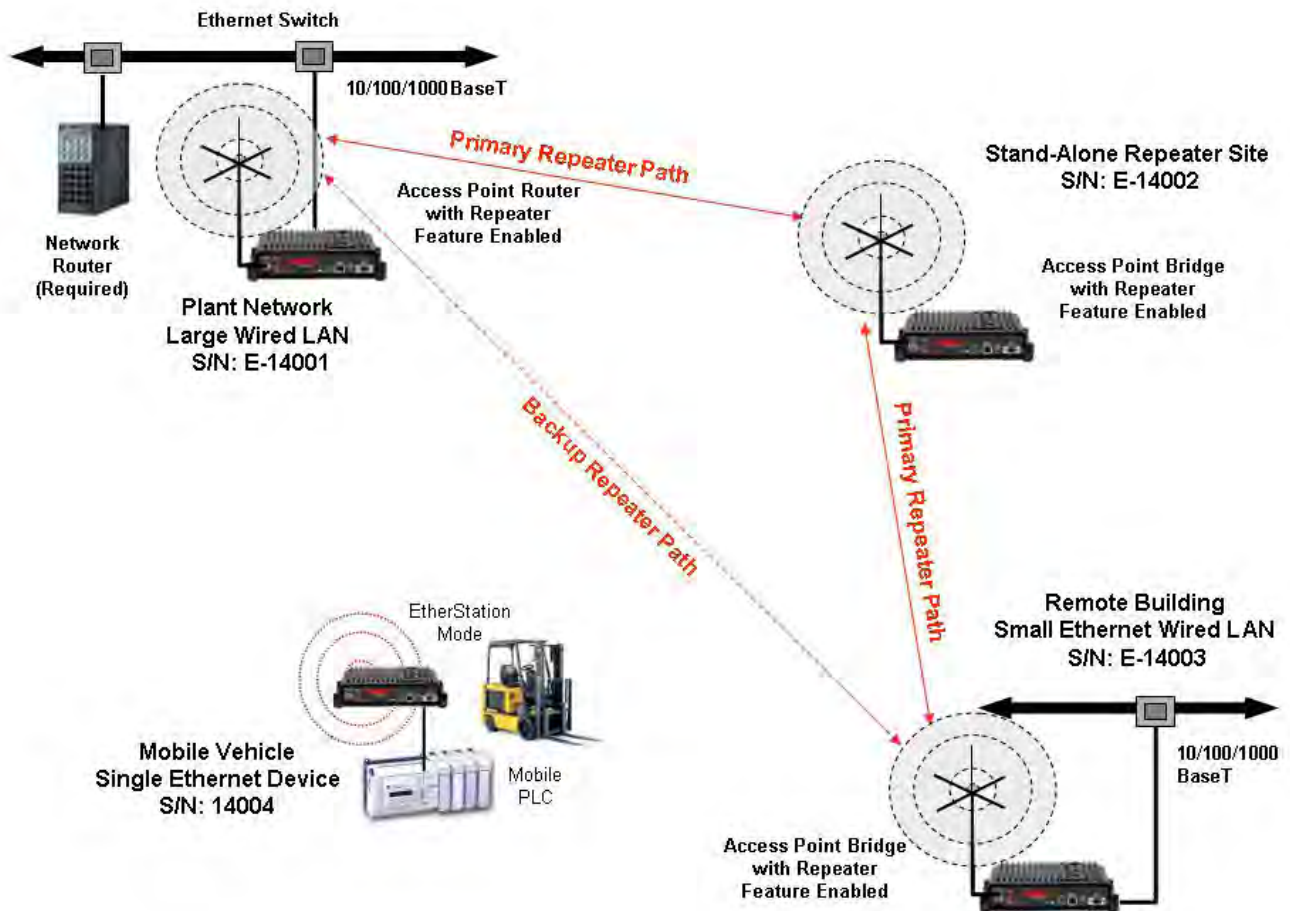 Ethernet Switch
10/100/1000 BaseT
Network
Router
(Required)
Plant Network
Large Wired LAN
S/N: E-14001
Access Point Router
with Repeater
Feature Enabled
Primary Repeater Path
Stand-Alone Repeater Site
S/N: E-14002
Access Point Bridge
with Repeater
Feature Enabled
Backup Repeater Path
Primary Repeater Path
EtherStation
Mode
Mobile Vehicle
Single Ethernet Device
S/N: 14004
Mobile
PLC
Remote Building
Small Ethernet Wired LAN
S/N: E-14003
10/100/1000
BaseT
Access Point Bridge
with Repeater
Feature Enabled